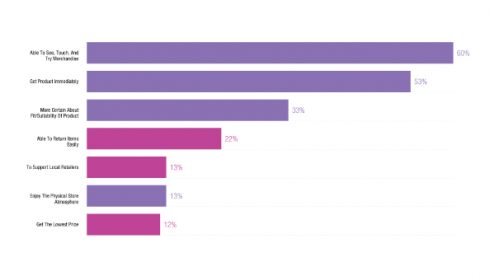 Able To See, Touch, And
Try Merchandise
60%
Get Product Immediately
53%
More Certain About
Fit/Suitability Of Product
33%
Able To Return Items
Easily
22%
To Support Local Retailers
13%
Enjoy The Physical Store
Atmosphere
13%
Get The Lowest Price
12%